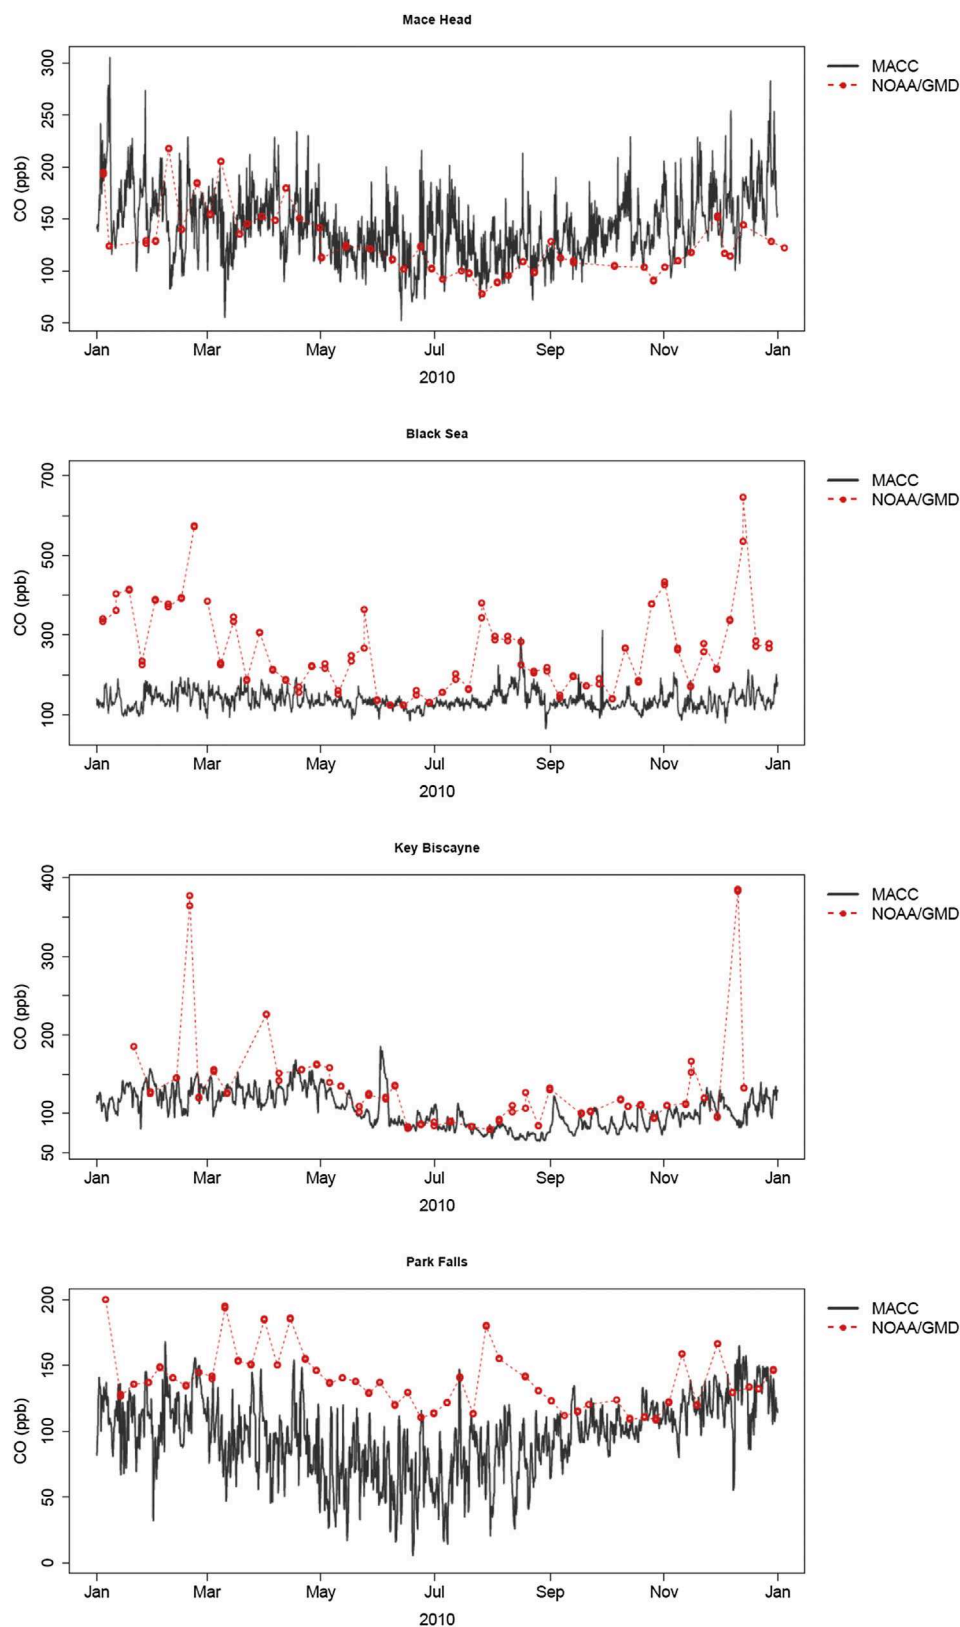 Mace Head
300
250
200
150
100
50
CO (ppb)
Jan Mar May Jul Sep Nov Jan
2010
MACC
NOAA/GMD
Black Sea
700
500
300
100
CO (ppb)
Jan Mar May Jul Sep Nov Jan
2010
MACC
NOAA/GMD
Key Biscayne
400
300
200
100
50
CO (ppb)
Jan Mar May Jul Sep Nov Jan
2010
MACC
NOAA/GMD
Park Falls
200
150
100
50
0
CO (ppb)
Jan Mar May Jul Sep Nov Jan
2010
MACC
NOAA/GMD